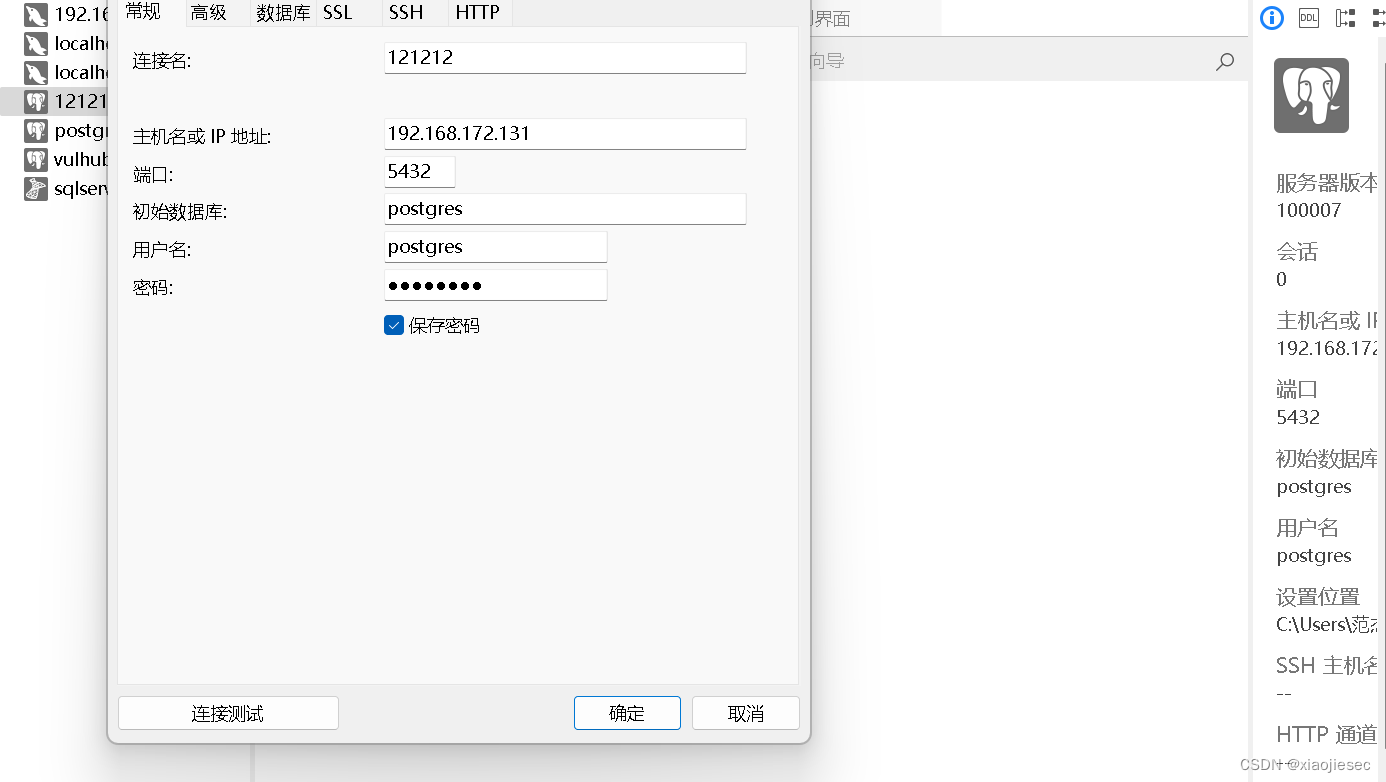 常规 高级 数据库 SSL SSH HTTP
192.16
localh
localh
12121
postgr
vulhub
sqlserv
连接名: 121212
主机名或 IP 地址: 192.168.172.131
端口: 5432
初始数据库: postgres
用户名: postgres
密码: ●●●●●●●●
保存密码
连接测试 确定 取消
界面
向导
DDL
服务器版本
100007
会话
0
主机名或 IP
192.168.172
端口
5432
初始数据库
postgres
用户名
postgres
设置位置
C:\Users\范杰
SSH 主机名
--
HTTP 通道
--
CSDN @xiaojiesec